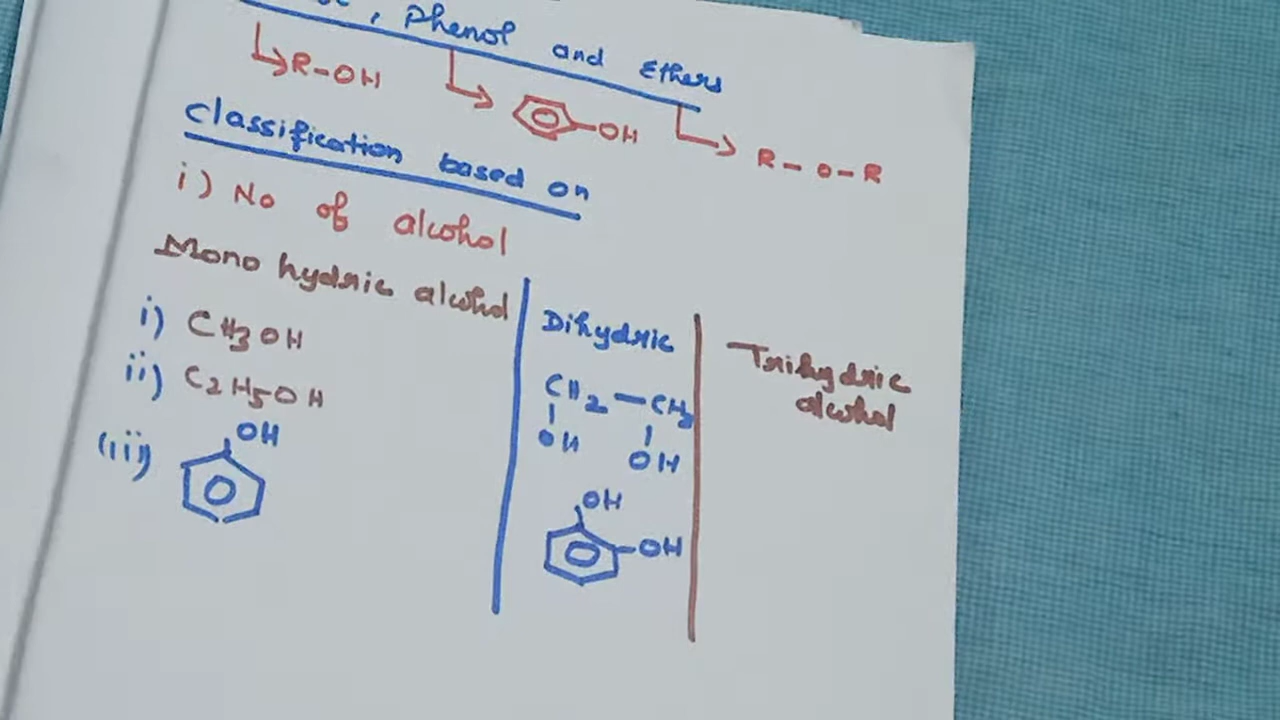 , Phenol and Ethers
R-OH
OH
R-O-R
Classification based on
i) No of alcohol
Mono hydric alcohol
i) CH3OH
ii) C2H5OH
(iii)
OH
Dihydric
CH2-CH2
OH
OH
OH
OH
Trihydric
alcohol